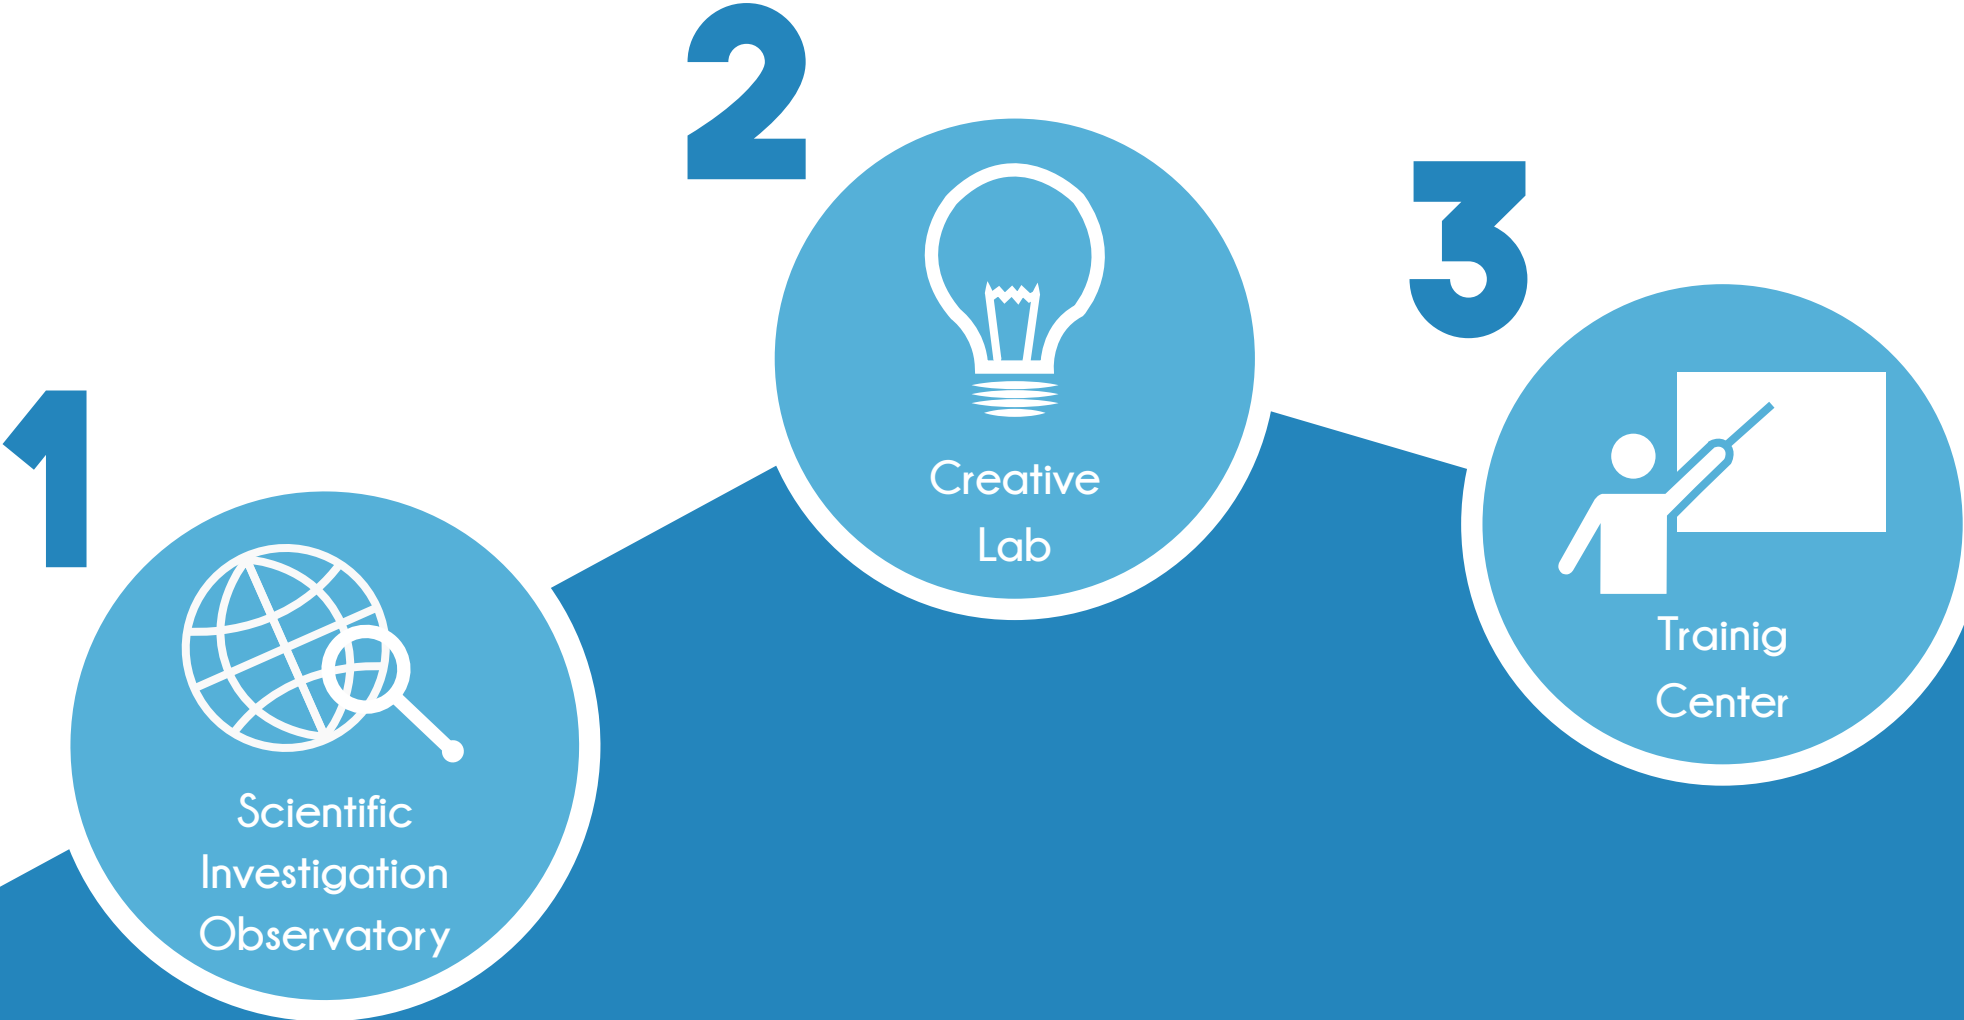 1
Scientific
Investigation
Observatory
2
Creative
Lab
3
Trainig
Center